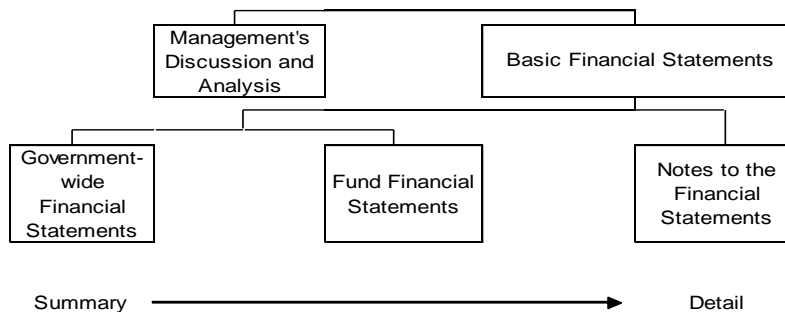 Management's
Discussion and
Analysis
Basic Financial Statements
Government-
wide
Financial
Statements
Fund Financial
Statements
Notes to the
Financial
Statements
Summary
Detail